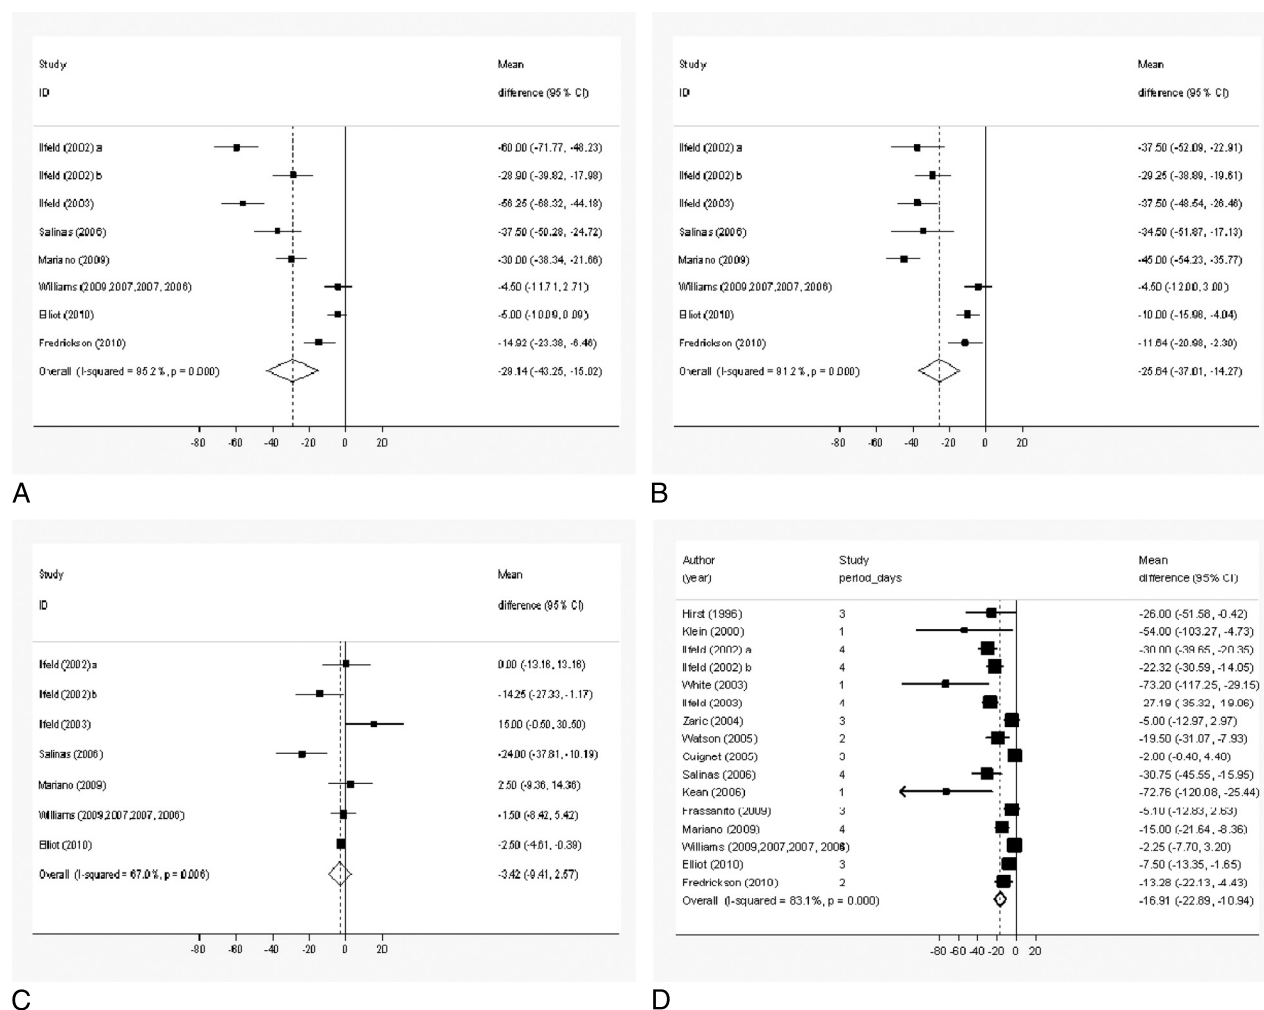 Study
Mean
ID
difference (95% CI)
Ilfeld (2002) a
-60.00 (-71.77, -48.23)
Ilfeld (2002) b
-28.90 (-39.82, -17.98)
Ilfeld (2003)
-56.25 (-68.32, -44.18)
Salinas (2006)
-37.50 (-50.28, -24.72)
Mariano (2009)
-30.00 (-38.34, -21.66)
Williams (2009,2007,2007, 2006)
-4.50 (-11.71, 2.71)
Elliot (2010)
-5.00 (-10.09, 0.09)
Fredrickson (2010)
-14.92 (-23.38, -6.46)
Overall (I-squared = 95.2%, p = 0.000)
-29.14 (-43.25, -15.02)
-80 -60 -40 -20 0 20
A
Study
Mean
ID
difference (95% CI)
Ilfeld (2002) a
-37.50 (-52.09, -22.91)
Ilfeld (2002) b
-29.25 (-38.89, -19.61)
Ilfeld (2003)
-37.50 (-48.54, -26.46)
Salinas (2006)
-34.50 (-51.87, -17.13)
Mariano (2009)
-45.00 (-54.23, -35.77)
Williams (2009,2007,2007, 2006)
-4.50 (-12.00, 3.00)
Elliot (2010)
-10.00 (-15.96, -4.04)
Fredrickson (2010)
-11.64 (-20.98, -2.30)
Overall (I-squared = 91.2%, p = 0.000)
-25.64 (-37.01, -14.27)
-80 -60 -40 -20 0 20
B
Study
Mean
ID
difference (95% CI)
Ilfeld (2002) a
0.00 (-13.16, 13.16)
Ilfeld (2002) b
-14.25 (-27.33, -1.17)
Ilfeld (2003)
15.00 (-0.50, 30.50)
Salinas (2006)
-24.00 (-37.81, -10.19)
Mariano (2009)
2.50 (-9.36, 14.36)
Williams (2009,2007,2007, 2006)
-1.50 (-8.42, 5.42)
Elliot (2010)
-2.50 (-4.61, -0.39)
Overall (I-squared = 67.0%, p = 0.006)
-3.42 (-9.41, 2.57)
-80 -60 -40 -20 0 20
C
Author Study Mean
(year) period_days difference (95% CI)
Hirst (1996) 3 -26.00 (-51.58, -0.42)
Klein (2000) 1 -54.00 (-103.27, -4.73)
Ilfeld (2002) a 4 -30.00 (-39.65, -20.35)
Ilfeld (2002) b 4 -22.32 (-30.59, -14.05)
White (2003) 1 -73.20 (-117.25, -29.15)
Ilfeld (2003) 4 -27.19 (-35.32, -19.06)
Zaric (2004) 3 -5.00 (-12.97, 2.97)
Watson (2005) 2 -19.50 (-31.07, -7.93)
Cuignet (2005) 3 -2.00 (-8.40, 4.40)
Salinas (2006) 4 -30.75 (-45.55, -15.95)
Kean (2006) 1 -72.76 (-120.08, -25.44)
Frassanito (2009) 3 -5.10 (-12.83, 2.63)
Mariano (2009) 4 -15.00 (-21.64, -8.36)
Williams (2009,2007,2007, 2006) -2.25 (-7.70, 3.20)
Elliot (2010) 3 -7.50 (-13.35, -1.65)
Fredrickson (2010) 2 -13.28 (-22.13, -4.43)
Overall (I-squared = 83.1%, p = 0.000) -16.91 (-22.89, -10.94)
-80 -60 -40 -20 0 20
D